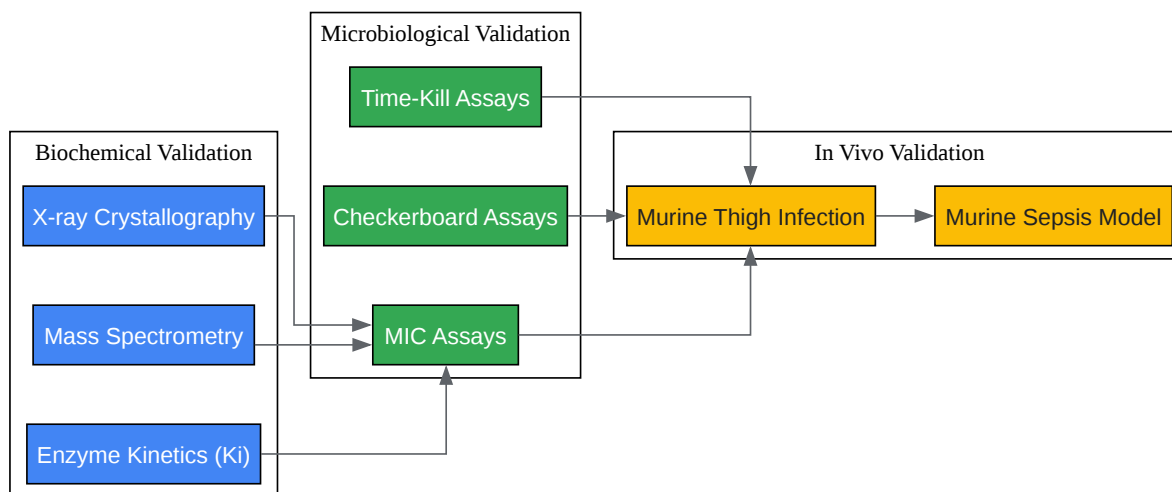 Biochemical Validation
X-ray Crystallography
Mass Spectrometry
Enzyme Kinetics (Ki)
Microbiological Validation
Time-Kill Assays
Checkerboard Assays
MIC Assays
In Vivo Validation
Murine Thigh Infection
Murine Sepsis Model